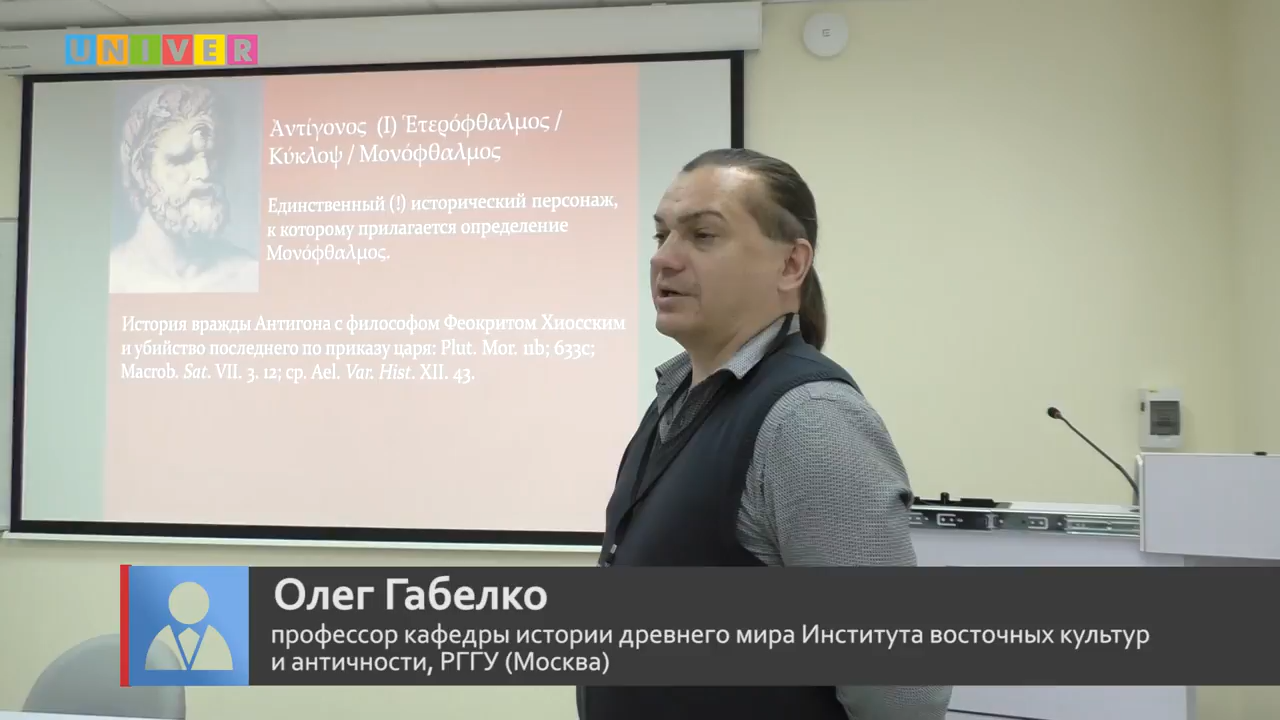 UNIVER
Ἀντίγονος (I) Ἑτερόφθαλμος /
Κύκλοψ / Μονόφθαλμος
Единственный (!) исторический персонаж,
к которому прилагается определение
Μονόφθαλμος.
История вражды Антигона с философом Феокритом Хиосским
и убийство последнего по приказу царя: Plut. Mor. 11b; 633c;
Macrob. Sat. VII. 3. 12; ср. Ael. Var. Hist. XII. 43.
Олег Габелко
профессор кафедры истории древнего мира Института восточных культур
и античности, РГГУ (Москва)